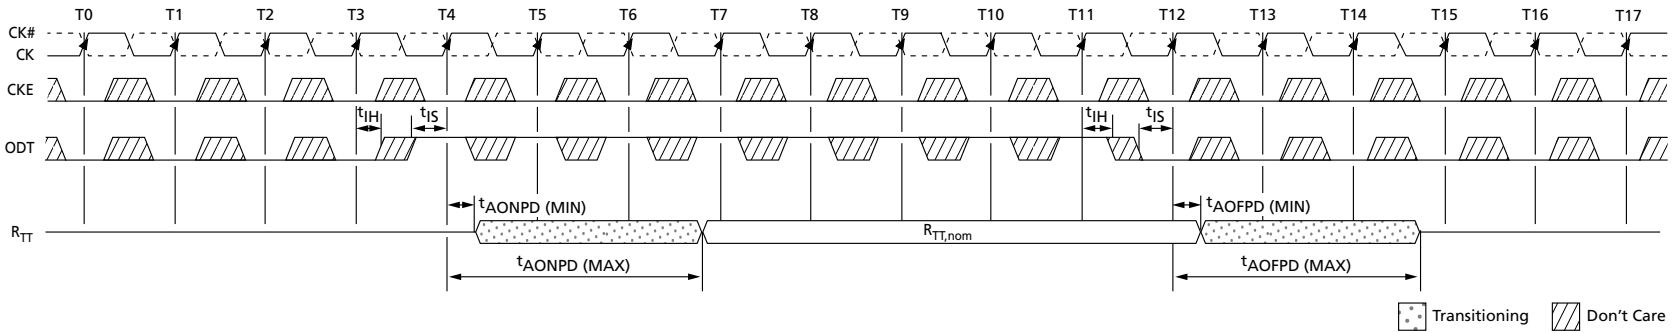 T0 T1 T2 T3 T4 T5 T6 T7 T8 T9 T10 T11 T12 T13 T14 T15 T16 T17
CK#
CK
CKE
tIH tIS tIH tIS
ODT
tAONPD (MIN) tAOFPD (MIN)
RTT RTT,nom
tAONPD (MAX) tAOFPD (MAX)
Transitioning Don't Care